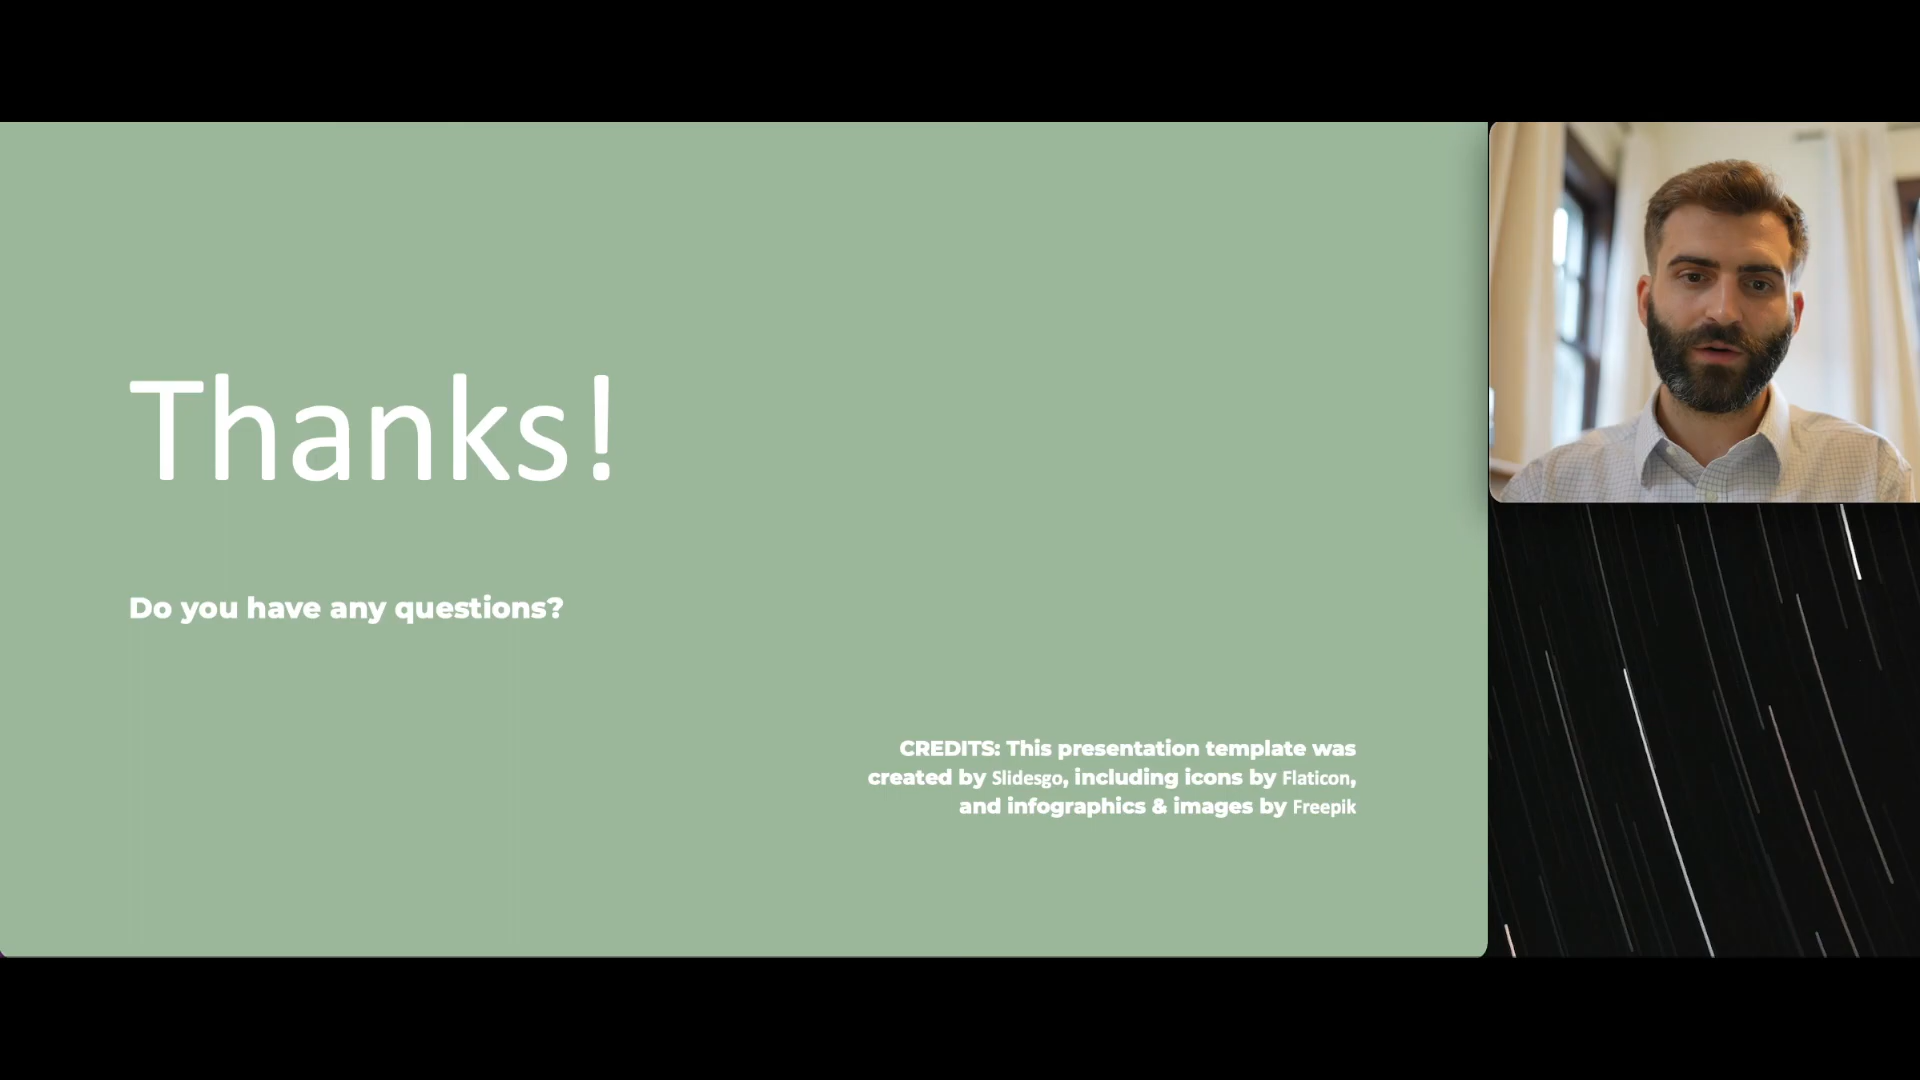 Thanks!
Do you have any questions?
CREDITS: This presentation template was
created by Slidesgo, including icons by Flaticon,
and infographics & images by Freepik